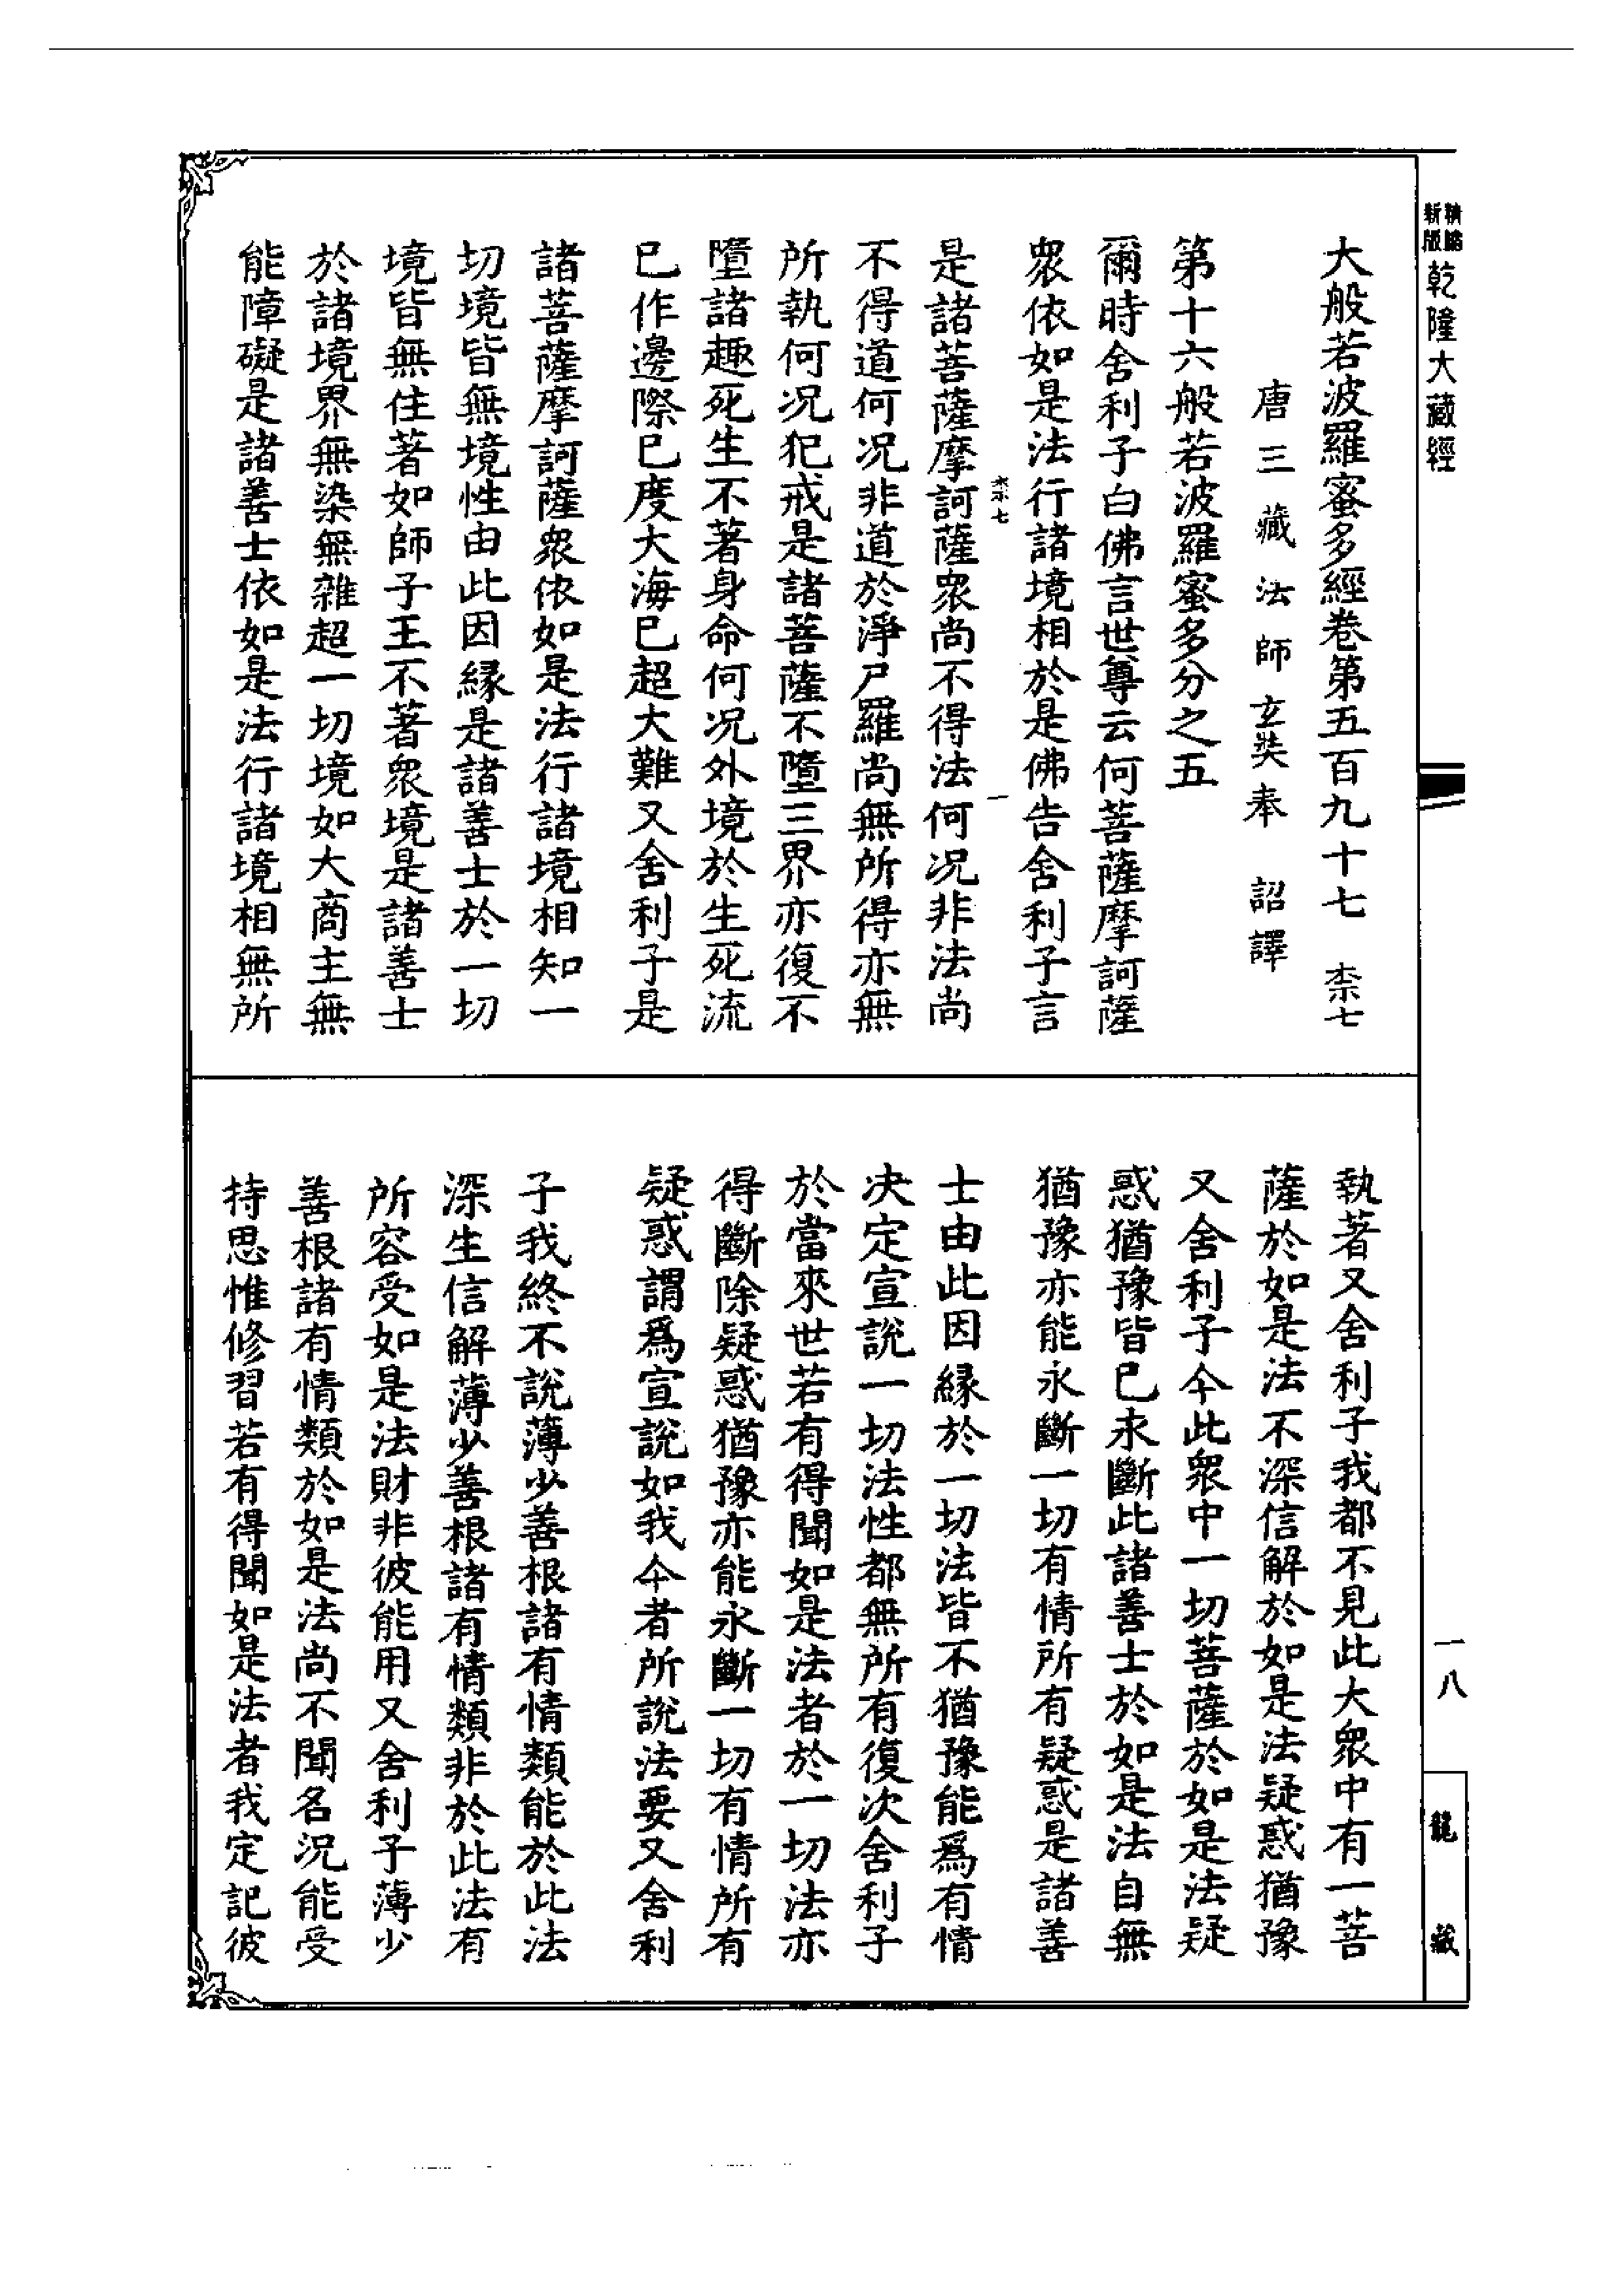 新版
精縮
乾隆大藏經
大般若波羅蜜多經卷第五百九十七 柰七
唐三藏法師玄奘奉 詔譯
第十六般若波羅蜜多分之五
爾時舍利子白佛言世尊云何菩薩摩訶薩
衆依如是法行諸境相於是佛告舍利子言
柰七 一
是諸菩薩摩訶薩衆尚不得法何况非法尚
不得道何况非道於淨尸羅尚無所得亦無
所執何况犯戒是諸菩薩不墮三界亦復不
墮諸趣死生不著身命何况外境於生死流
已作邊際已度大海已超大難又舍利子是
諸菩薩摩訶薩衆依如是法行諸境相知一
切境皆無境性由此因緣是諸善士於一切
境皆無住著如師子王不著衆境是諸善士
於諸境界無染無雜超一切境如大商主無
能障礙是諸善士依如是法行諸境相無所
執著又舍利子我都不見此大衆中有一菩
薩於如是法不深信解於如是法疑惑猶豫
又舍利子今此衆中一切菩薩於如是法疑
惑猶豫皆已永斷此諸善士於如是法自無
猶豫亦能永斷一切有情所有疑惑是諸善
士由此因緣於一切法皆不猶豫能爲有情
决定宣説一切法性都無所有復次舍利子
於當來世若有得聞如是法者於一切法亦
得斷除疑惑猶豫亦能永斷一切有情所有
疑惑謂爲宣説如我今者所説法要又舍利
子我終不説薄少善根諸有情類能於此法
深生信解薄少善根諸有情類非於此法有
所容受如是法財非彼能用又舍利子薄少
善根諸有情類於如是法尚不聞名况能受
持思惟修習若有得聞如是法者我定記彼
一八
龍藏